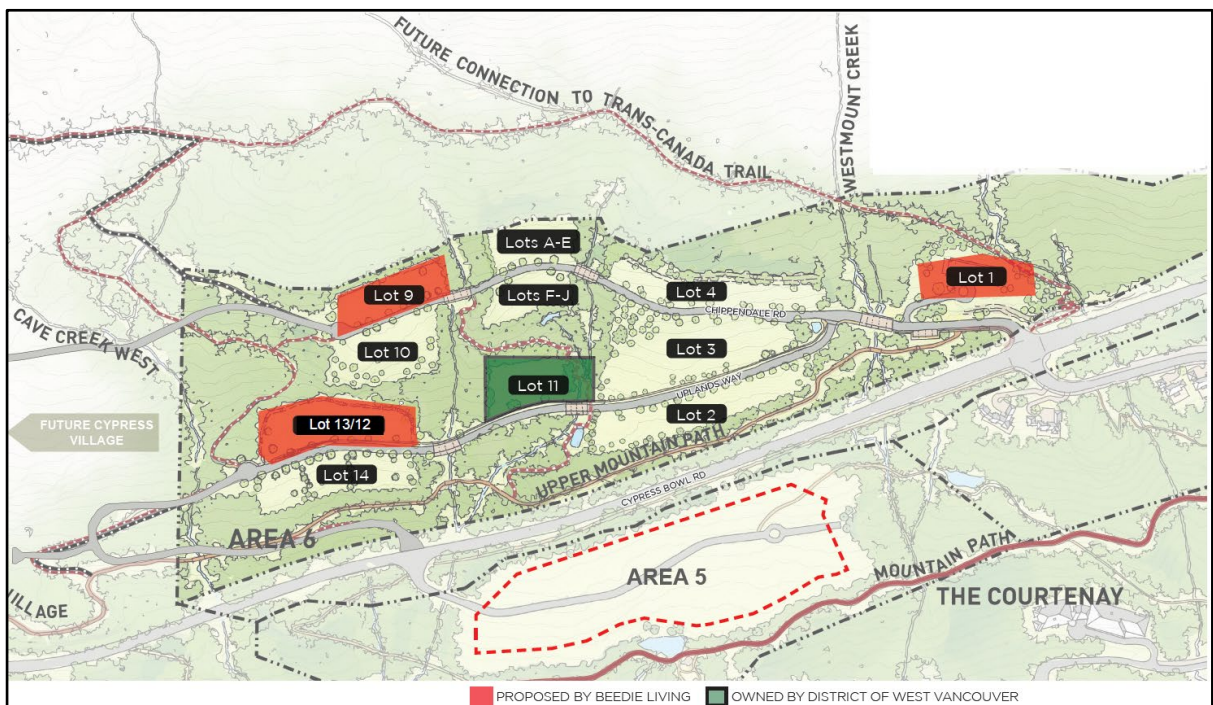 FUTURE CONNECTION TO TRANS-CANADA TRAIL
WESTMOUNT CREEK
Lots A-E
Lot 9
Lots F-J
Lot 4
Lot 1
CHIPPENDALE RD
CAVE CREEK WEST
Lot 10
Lot 3
Lot 11
UPLANDS WAY
Lot 2
FUTURE CYPRESS
VILLAGE
Lot 13/12
Lot 14
UPPER MOUNTAIN PATH
CYPRESS BOWL RD
AREA 6
AREA 5
MOUNTAIN PATH
THE COURTENAY
VILLAGE
PROPOSED BY BEEDIE LIVING
OWNED BY DISTRICT OF WEST VANCOUVER